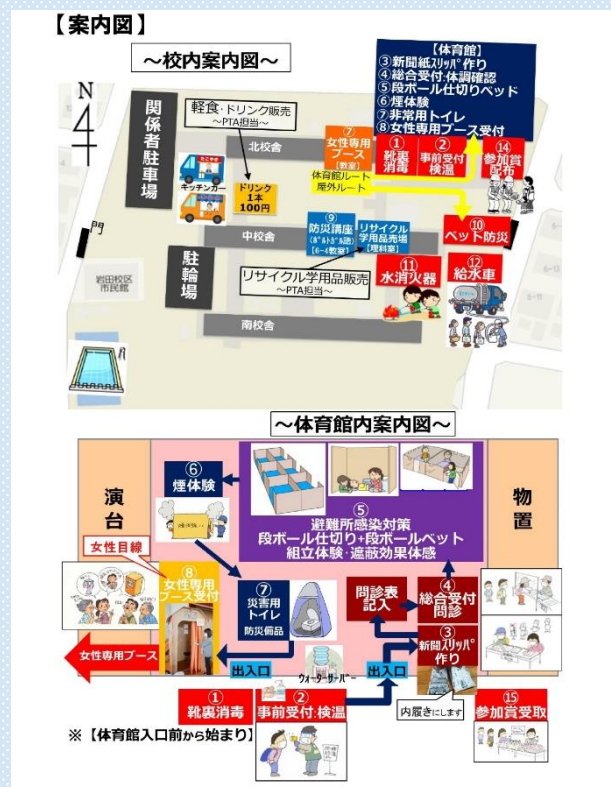 【案内図】
～校内案内図～
N
4
関係者駐車場
軽食・ドリンク販売
～PTA担当～
キッチンカー
ドリンク
1本
100円
北校舎
⑦
女性専用
ブース
【教室】
体育館ルート
屋外ルート
【体育館】
③新聞紙スリッパ作り
④総合受付:体調確認
⑤段ボール仕切りベッド
⑥煙体験
⑦非常用トイレ
⑧女性専用ブース受付
①
靴裏
消毒
②
事前受付
検温
⑭
参加賞
配布
門
岩田校区
市民館
駐輪場
中校舎
⑨
防災講座
(ポルトガル語)
【6-4教室】
リサイクル
学用品売場
【理科室】
リサイクル学用品販売
～PTA担当～
⑩
ペット防災
⑪
水消火器
⑫
給水車
南校舎
～体育館内案内図～
演台
物置
⑥
煙体験
⑤
避難所感染対策
段ボール仕切り+段ボールベット
組立体験・遮蔽効果体感
女性目線
⑧
女性専用
ブース受付
⑦
災害用
トイレ
防災備品
問診表
記入
④
総合受付
問診
③
新聞スリッパ
作り
女性専用ブース
出入口
ウォーターサーバー
出入口
内履きにします
①
靴裏消毒
②
事前受付:検温
⑮
参加賞受取
※【体育館入口前から始まり】